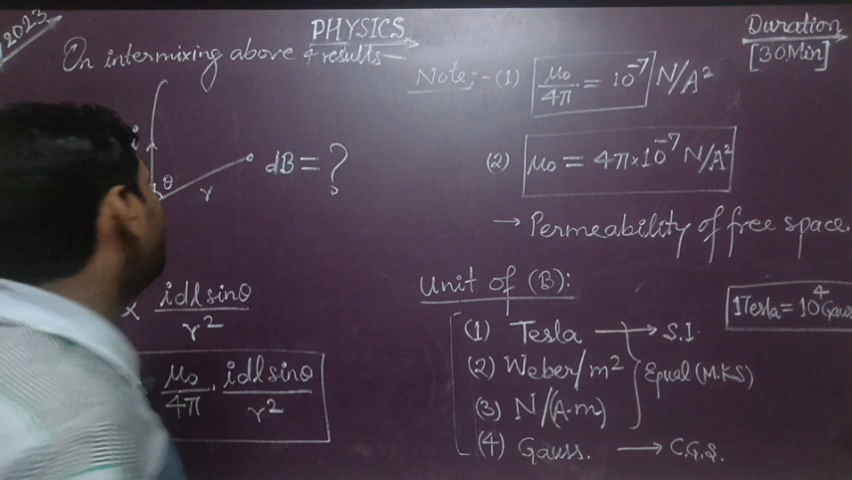 2023
PHYSICS
Duration
[30Min]
On intermixing above 4 results—
i
θ
r
dB = ?
∝ idl sinθ / r²
μ₀/4π · idl sinθ / r²
Note:- (1) μ₀/4π = 10⁻⁷ N/A²
(2) μ₀ = 4π×10⁻⁷ N/A²
→ Permeability of free space.
Unit of (B):
(1) Tesla → S.I.
(2) Weber/m²
(3) N/(A-m)
Equal (M.K.S)
(4) Gauss. → C.G.S.
1Tesla = 10⁴ Gauss